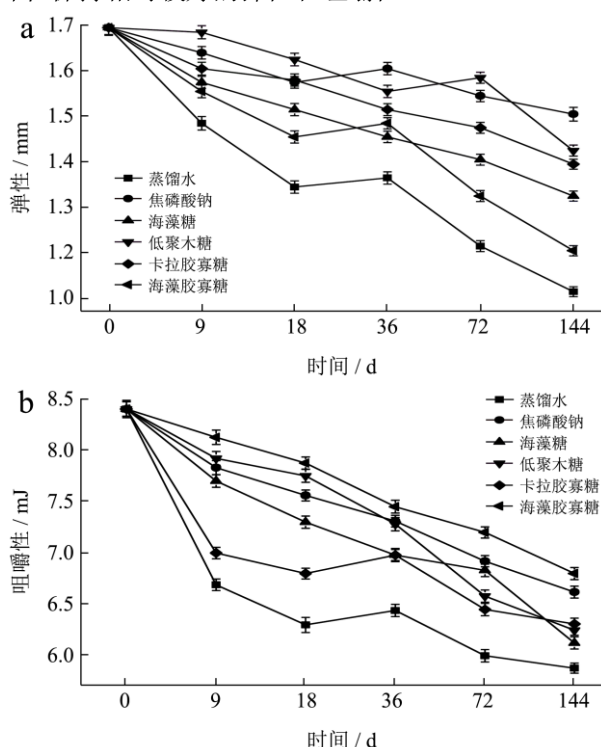 a
1.7
1.6
1.5
1.4
1.3
1.2
1.1
1.0
弹性 / mm
蒸馏水
焦磷酸钠
海藻糖
低聚木糖
卡拉胶寡糖
海藻胶寡糖
0 9 18 36 72 144
时间 / d
b
8.5
8.0
7.5
7.0
6.5
6.0
咀嚼性 / mJ
蒸馏水
焦磷酸钠
海藻糖
低聚木糖
卡拉胶寡糖
海藻胶寡糖
0 9 18 36 72 144
时间 / d